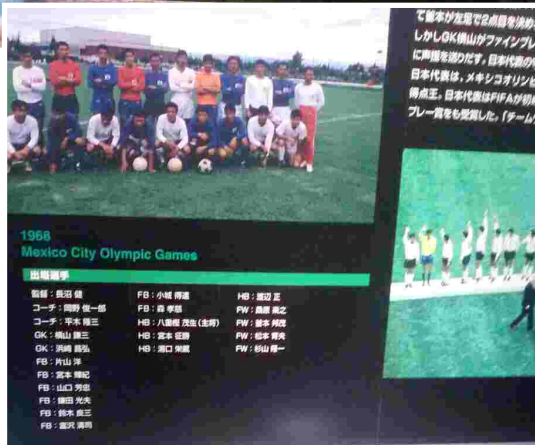 て釜本が左足で2点目を決め
しかしGK横山がファインプレ
に声援を送りだす。日本代表の
日本代表は、メキシコオリンピ
得点王。日本代表はFIFAが初め
プレー賞をも受賞した。「チーム
1968
Mexico City Olympic Games
出場選手
監督：長沼 健
コーチ：岡野 俊一郎
コーチ：平木 隆三
GK：横山 謙三
GK：浜崎 昌弘
FB：片山 洋
FB：宮本 輝紀
FB：山口 芳忠
FB：鎌田 光夫
FB：鈴木 良三
FB：富沢 清司
FB：小城 得達
FB：森 孝慈
HB：八重樫 茂生(主将)
HB：宮本 征勝
HB：湯口 栄蔵
HB：渡辺 正
FW：桑原 楽之
FW：釜本 邦茂
FW：松本 育夫
FW：杉山 隆一